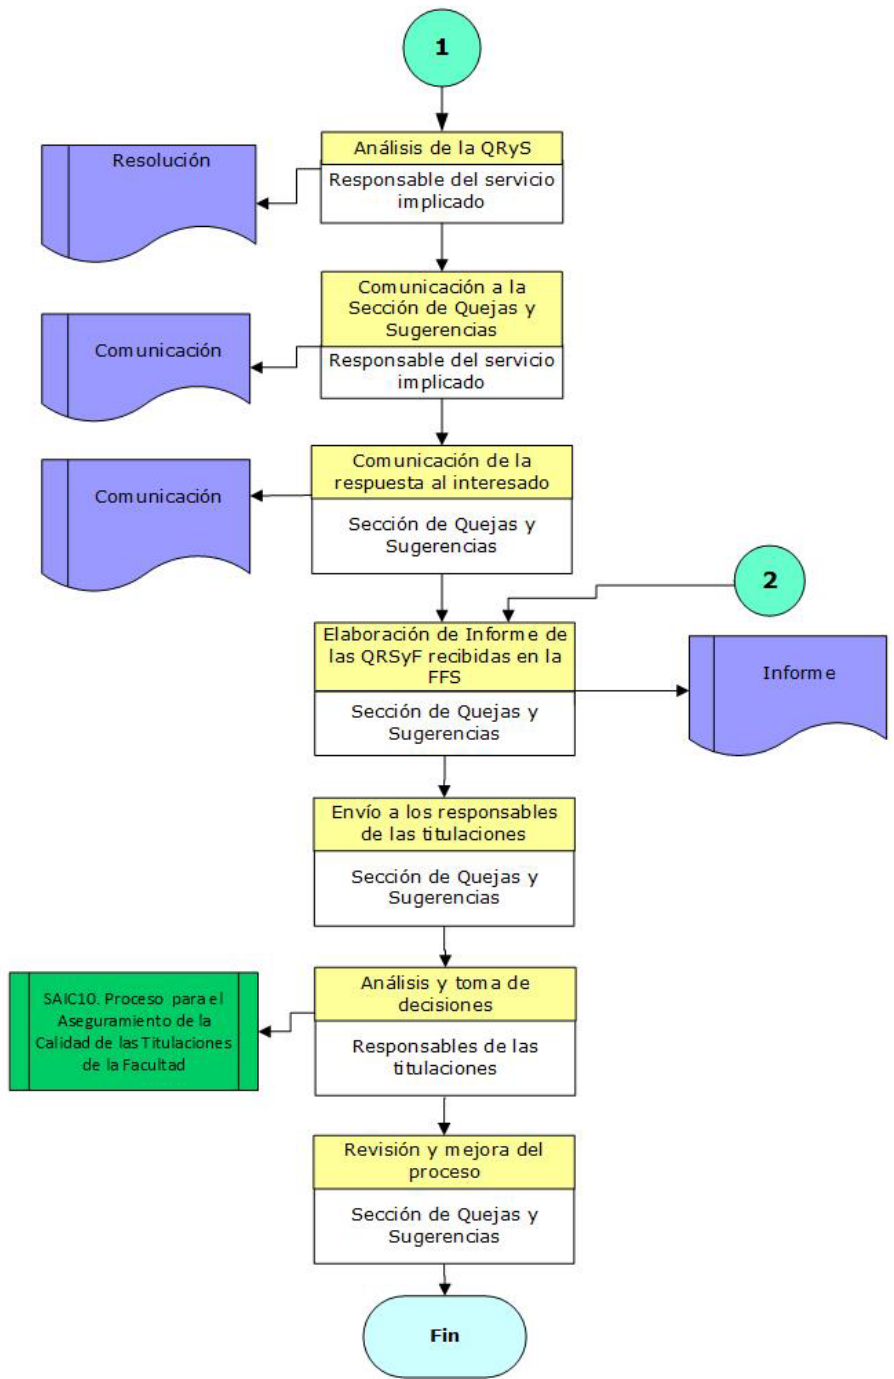 1
Análisis de la QRyS
Responsable del servicio
implicado
Resolución
Comunicación a la
Sección de Quejas y
Sugerencias
Responsable del servicio
implicado
Comunicación
Comunicación de la
respuesta al interesado
Sección de Quejas y
Sugerencias
Comunicación
2
Elaboración de Informe de
las QRSyF recibidas en la
FFS
Sección de Quejas y
Sugerencias
Informe
Envío a los responsables
de las titulaciones
Sección de Quejas y
Sugerencias
Análisis y toma de
decisiones
Responsables de las
titulaciones
SAIC10. Proceso para el
Aseguramiento de la
Calidad de las Titulaciones
de la Facultad
Revisión y mejora del
proceso
Sección de Quejas y
Sugerencias
Fin